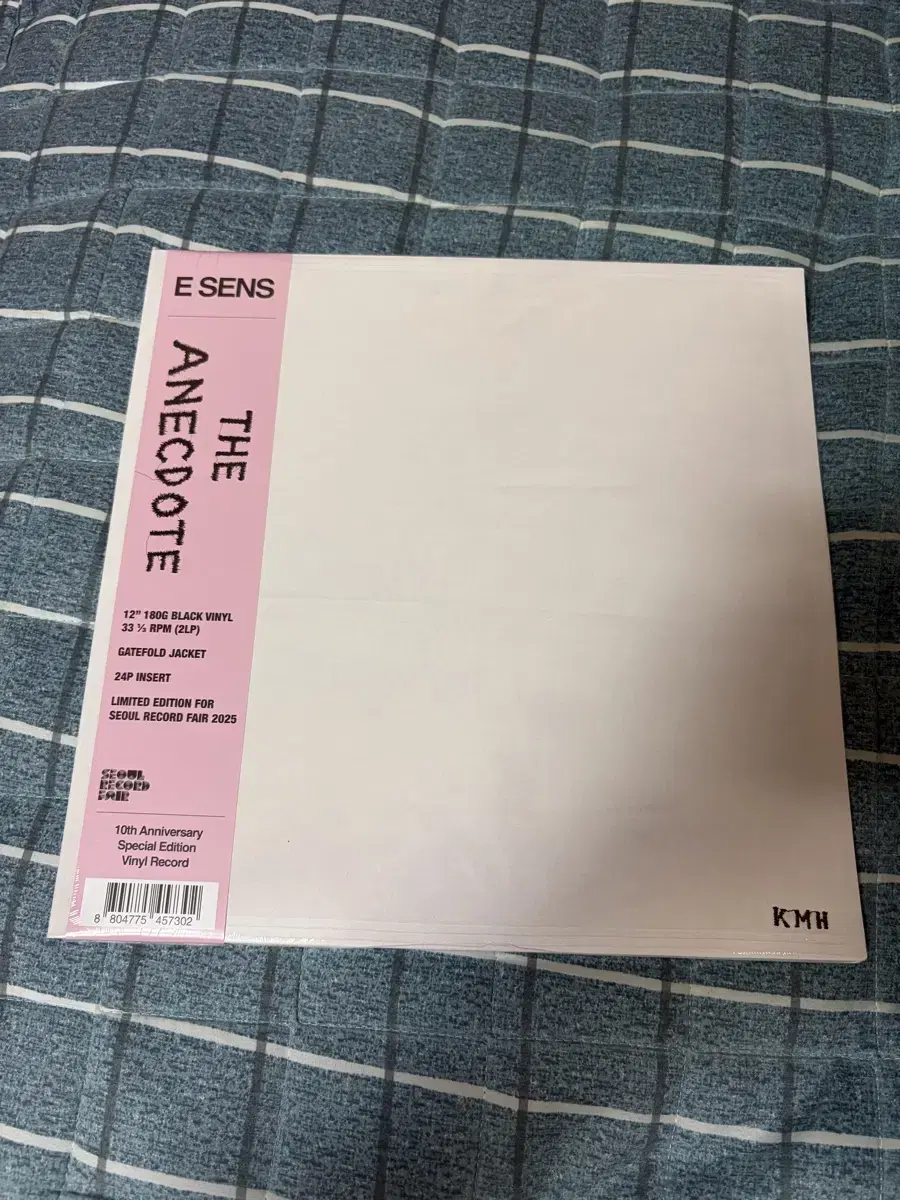 E SENS
THE
ANECDOTE
12” 180G BLACK VINYL
33 ⅓ RPM (2LP)
GATEFOLD JACKET
24P INSERT
LIMITED EDITION FOR
SEOUL RECORD FAIR 2025
SEOUL
RECORD
FAIR
10th Anniversary
Special Edition
Vinyl Record
8 804775 457302
KMH